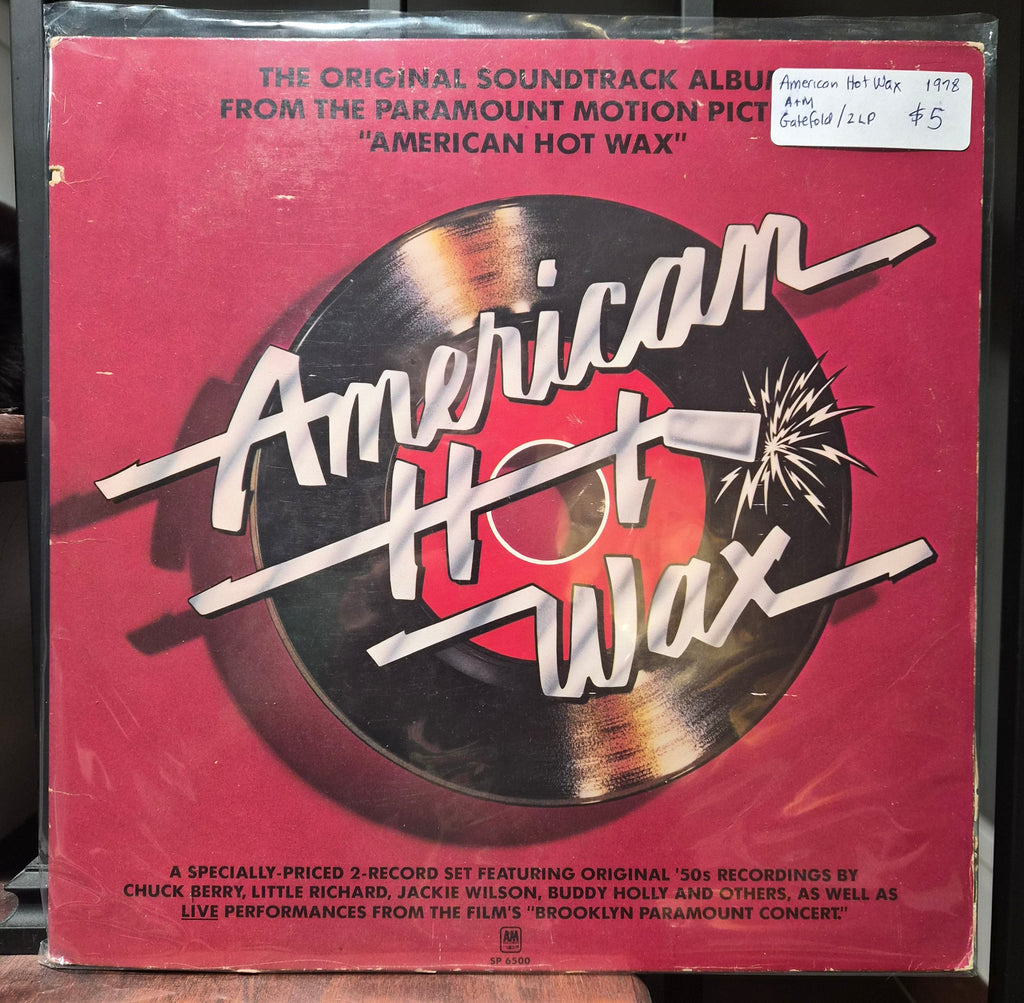 THE ORIGINAL SOUNDTRACK ALBU
FROM THE PARAMOUNT MOTION PICT
"AMERICAN HOT WAX"
American Hot Wax 1978
A+M
Gatefold/2LP $5
American
Hot
Wax
A SPECIALLY-PRICED 2-RECORD SET FEATURING ORIGINAL '50s RECORDINGS BY
CHUCK BERRY, LITTLE RICHARD, JACKIE WILSON, BUDDY HOLLY AND OTHERS, AS WELL AS
LIVE PERFORMANCES FROM THE FILM'S "BROOKLYN PARAMOUNT CONCERT."
AM
SP 6500